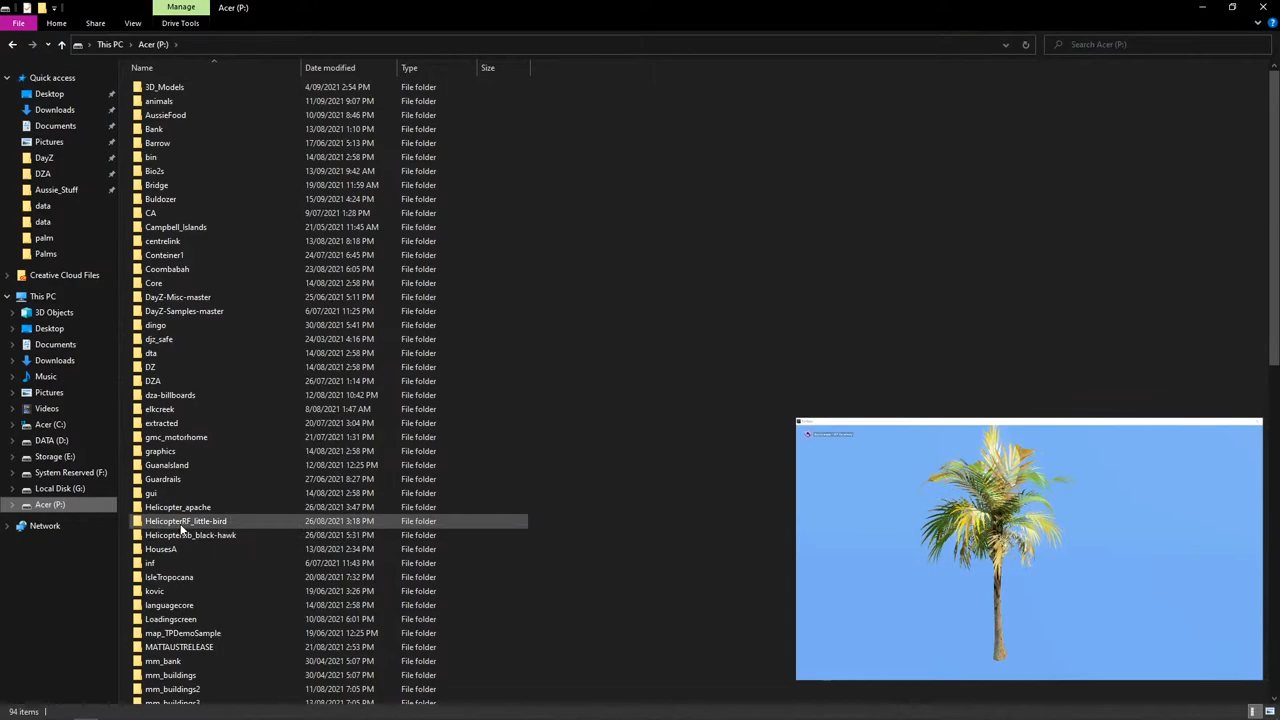 Manage
Acer (P:)
File
Home
Share
View
Drive Tools
This PC
Acer (P:)
Search Acer (P:)
Name
Date modified
Type
Size
Quick access
Desktop
Downloads
Documents
Pictures
DayZ
DZA
Aussie_Stuff
data
data
palm
Palms
Creative Cloud Files
This PC
3D Objects
Desktop
Documents
Downloads
Music
Pictures
Videos
Acer (C:)
DATA (D:)
Storage (E:)
System Reserved (F:)
Local Disk (G:)
Acer (P:)
Network
3D_Models 4/09/2021 2:54 PM File folder
animals 11/09/2021 9:07 PM File folder
AussieFood 10/09/2021 8:46 PM File folder
Bank 13/08/2021 1:10 PM File folder
Barrow 17/06/2021 5:13 PM File folder
bin 14/08/2021 2:58 PM File folder
Bio2s 13/09/2021 9:42 AM File folder
Bridge 19/08/2021 11:59 AM File folder
Buldozer 15/09/2021 4:24 PM File folder
CA 9/07/2021 1:28 PM File folder
Campbell_Islands 21/05/2021 11:45 AM File folder
centrelink 13/08/2021 8:18 PM File folder
Conteiner1 24/07/2021 6:45 PM File folder
Coombabah 23/08/2021 6:05 PM File folder
Core 14/08/2021 2:58 PM File folder
DayZ-Misc-master 25/06/2021 5:11 PM File folder
DayZ-Samples-master 6/07/2021 11:25 PM File folder
dingo 30/08/2021 5:41 PM File folder
djz_safe 24/03/2021 4:16 PM File folder
dta 14/08/2021 2:58 PM File folder
DZ 14/08/2021 2:58 PM File folder
DZA 26/07/2021 1:14 PM File folder
dza-billboards 12/08/2021 10:42 PM File folder
elkcreek 8/08/2021 1:47 AM File folder
extracted 20/07/2021 3:04 PM File folder
gmc_motorhome 21/07/2021 1:31 PM File folder
graphics 14/08/2021 2:58 PM File folder
GuanaIsland 12/08/2021 12:25 PM File folder
Guardrails 27/06/2021 8:27 PM File folder
gui 14/08/2021 2:58 PM File folder
Helicopter_apache 26/08/2021 3:47 PM File folder
HelicopterRF_little-bird 26/08/2021 3:18 PM File folder
26/08/2021 5:31 PM File folder
HousesA 13/08/2021 2:34 PM File folder
inf 6/07/2021 11:43 PM File folder
IsleTropocana 20/08/2021 7:32 PM File folder
kovic 19/06/2021 3:26 PM File folder
languagecore 14/08/2021 2:58 PM File folder
Loadingscreen 10/08/2021 6:01 PM File folder
map_TPDemoSample 19/06/2021 12:25 PM File folder
MATTAUSTRELEASE 21/08/2021 2:53 PM File folder
mm_bank 30/04/2021 5:07 PM File folder
mm_buildings 30/04/2021 5:07 PM File folder
mm_buildings2 11/08/2021 7:05 PM File folder
mm_buildings3 13/08/2021 7:05 PM File folder
94 items